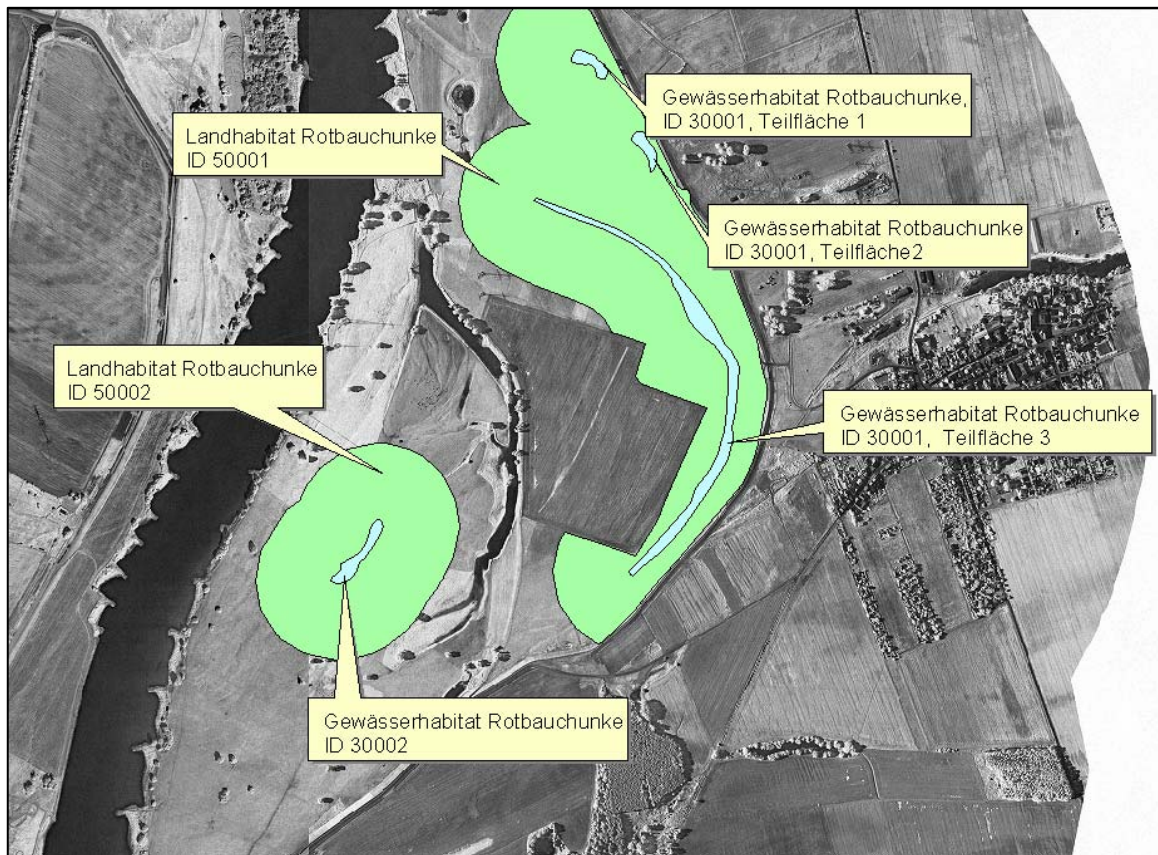 Gewässerhabitat Rotbauchunke,
ID 30001, Teilfläche 1
Landhabitat Rotbauchunke
ID 50001
Gewässerhabitat Rotbauchunke
ID 30001, Teilfläche2
Landhabitat Rotbauchunke
ID 50002
Gewässerhabitat Rotbauchunke
ID 30001, Teilfläche 3
Gewässerhabitat Rotbauchunke
ID 30002